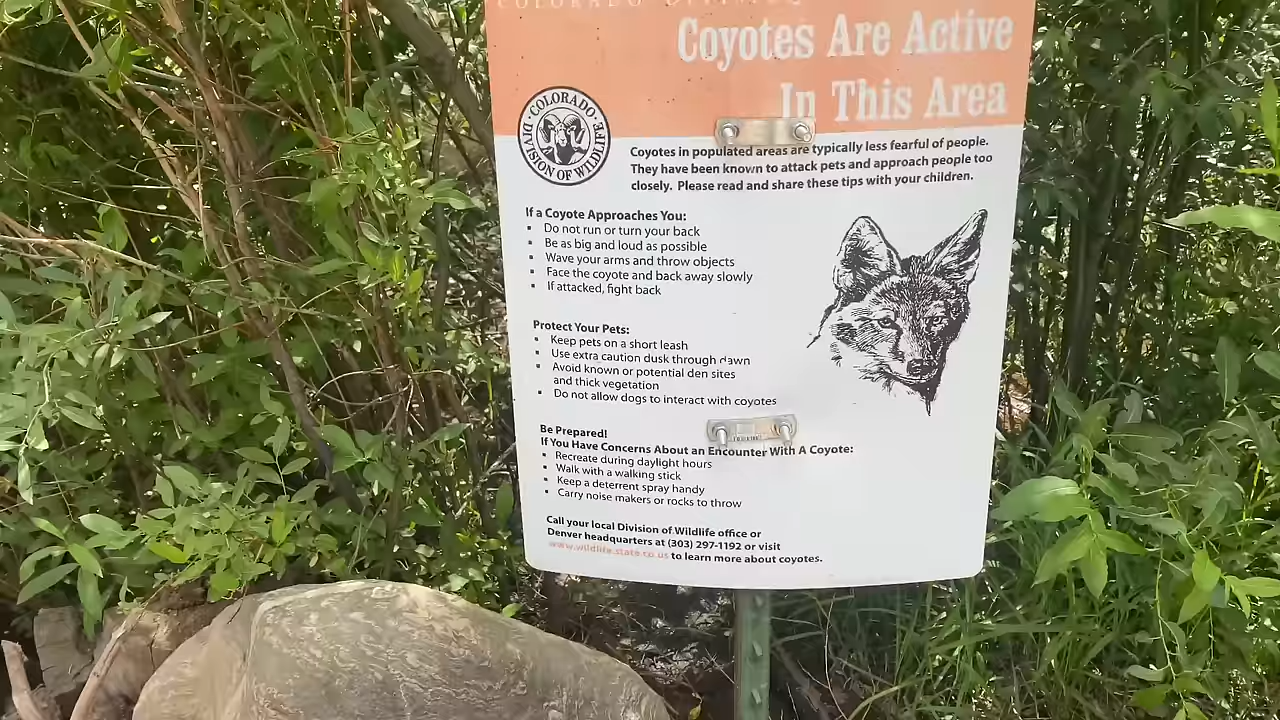 COLORADO DIVISION
Coyotes Are Active
In This Area
COLORADO
DIVISION OF WILDLIFE
Coyotes in populated areas are typically less fearful of people.
They have been known to attack pets and approach people too
closely. Please read and share these tips with your children.
If a Coyote Approaches You:
▪ Do not run or turn your back
▪ Be as big and loud as possible
▪ Wave your arms and throw objects
▪ Face the coyote and back away slowly
▪ If attacked, fight back
Protect Your Pets:
▪ Keep pets on a short leash
▪ Use extra caution dusk through dawn
▪ Avoid known or potential den sites
and thick vegetation
▪ Do not allow dogs to interact with coyotes
Be Prepared!
If You Have Concerns About an Encounter With A Coyote:
▪ Recreate during daylight hours
▪ Walk with a walking stick
▪ Keep a deterrent spray handy
▪ Carry noise makers or rocks to throw
Call your local Division of Wildlife office or
Denver headquarters at (303) 297-1192 or visit
www.wildlife.state.co.us to learn more about coyotes.